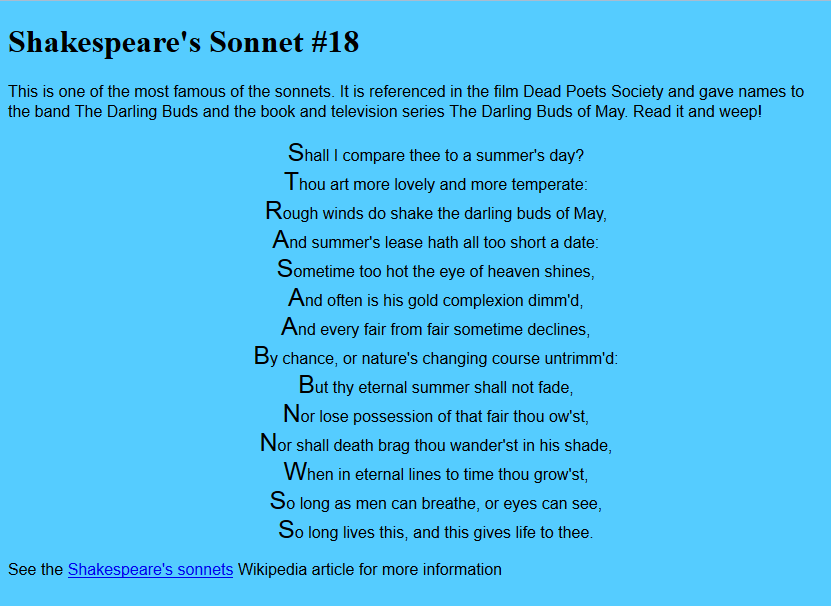 Shakespeare's Sonnet #18
This is one of the most famous of the sonnets. It is referenced in the film Dead Poets Society and gave names to
the band The Darling Buds and the book and television series The Darling Buds of May. Read it and weep!
Shall I compare thee to a summer's day?
Thou art more lovely and more temperate:
Rough winds do shake the darling buds of May,
And summer's lease hath all too short a date:
Sometime too hot the eye of heaven shines,
And often is his gold complexion dimm'd,
And every fair from fair sometime declines,
By chance, or nature's changing course untrimm'd:
But thy eternal summer shall not fade,
Nor lose possession of that fair thou ow'st,
Nor shall death brag thou wander'st in his shade,
When in eternal lines to time thou grow'st,
So long as men can breathe, or eyes can see,
So long lives this, and this gives life to thee.
See the Shakespeare's sonnets Wikipedia article for more information